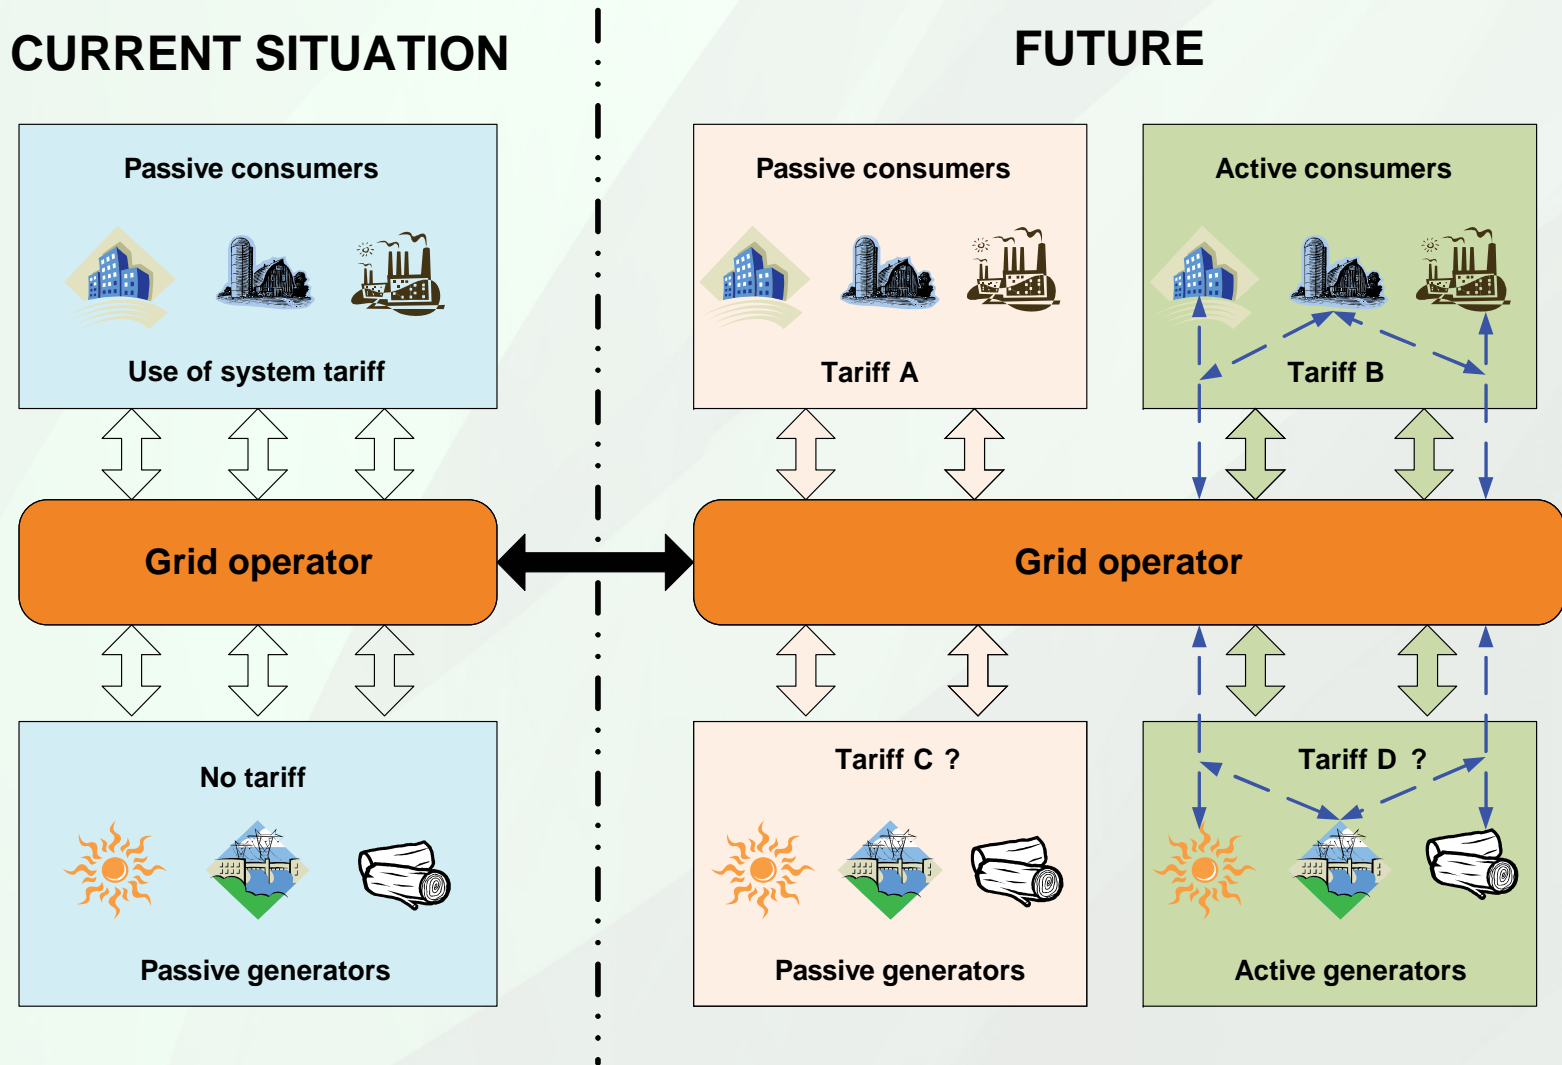 CURRENT SITUATION
Passive consumers
Use of system tariff
Grid operator
No tariff
Passive generators
FUTURE
Passive consumers
Tariff A
Active consumers
Tariff B
Grid operator
Tariff C ?
Passive generators
Tariff D ?
Active generators